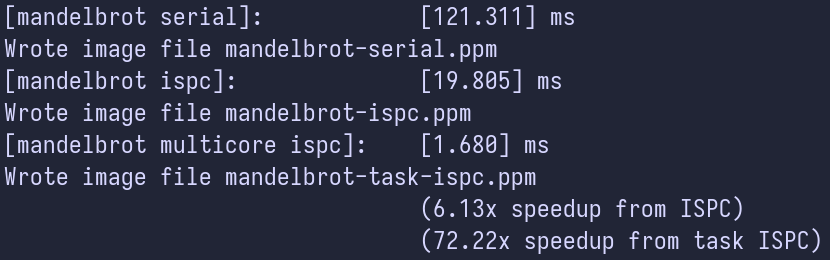 [mandelbrot serial]: [121.311] ms
Wrote image file mandelbrot-serial.ppm
[mandelbrot ispc]: [19.805] ms
Wrote image file mandelbrot-ispc.ppm
[mandelbrot multicore ispc]: [1.680] ms
Wrote image file mandelbrot-task-ispc.ppm
(6.13x speedup from ISPC)
(72.22x speedup from task ISPC)